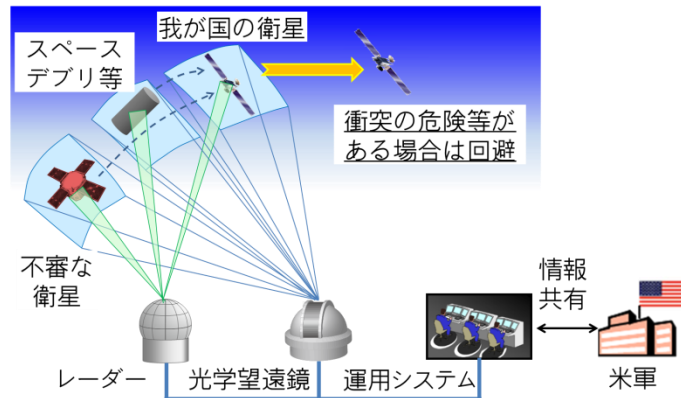 我が国の衛星
スペース
デブリ等
衝突の危険等が
ある場合は回避
不審な
衛星
情報
共有
レーダー
光学望遠鏡
運用システム
米軍